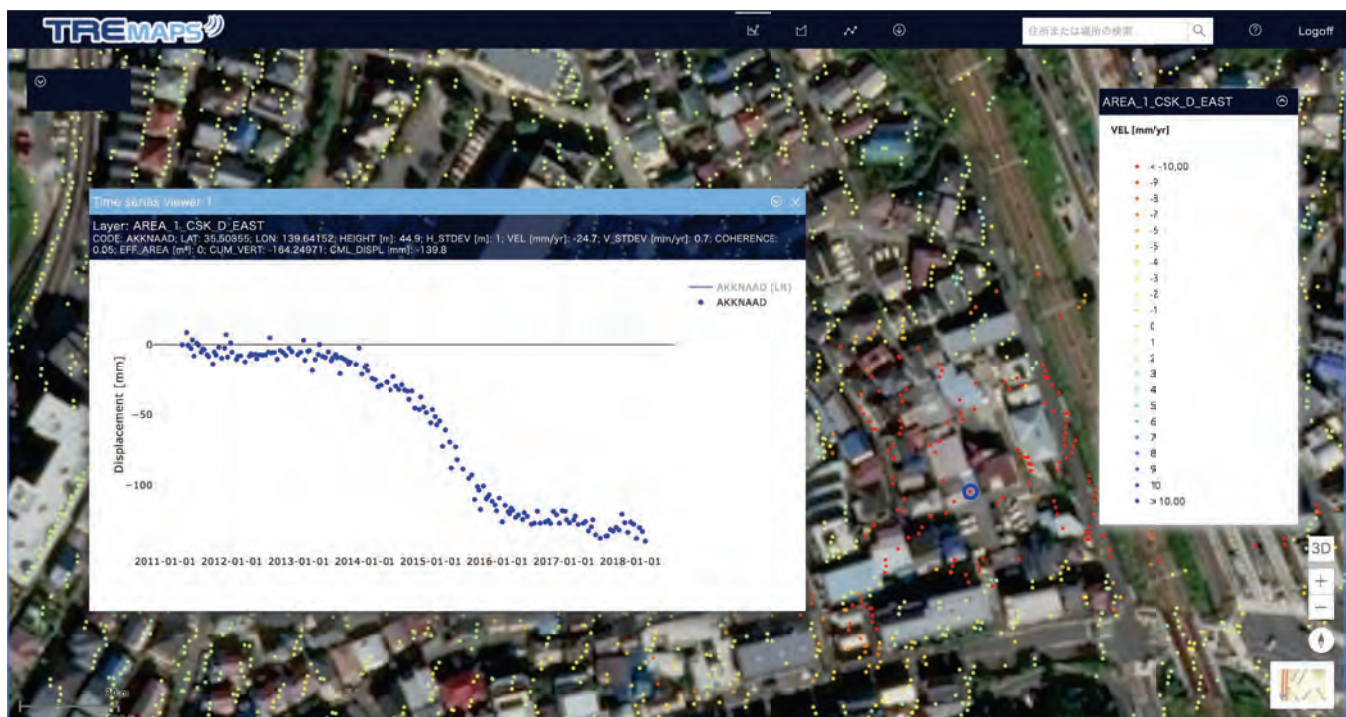 TREMAPS
住所または場所の検索
Logoff
AREA_1_CSK_D_EAST
VEL [mm/yr]
< -10.00
-9
-8
-7
-6
-5
-4
-3
-2
-1
0
1
2
3
4
5
6
7
8
9
10
> 10.00
Time series viewer 1
Layer: AREA_1_CSK_D_EAST
CODE: AKKNAAD; LAT: 35.50355; LON: 139.64152; HEIGHT [m]: 44.9; H_STDEV [m]: 1; VEL [mm/yr]: -24.7; V_STDEV [mm/yr]: 0.7; COHERENCE:
0.05; EFF_AREA [m²]: 0; CUM_VERT: -164.24971; CML_DISPL [mm]: -139.8
AKKNAAD (LR)
AKKNAAD
Displacement [mm]
0
−50
−100
2011-01-01 2012-01-01 2013-01-01 2014-01-01 2015-01-01 2016-01-01 2017-01-01 2018-01-01
3D
+
−
30 m